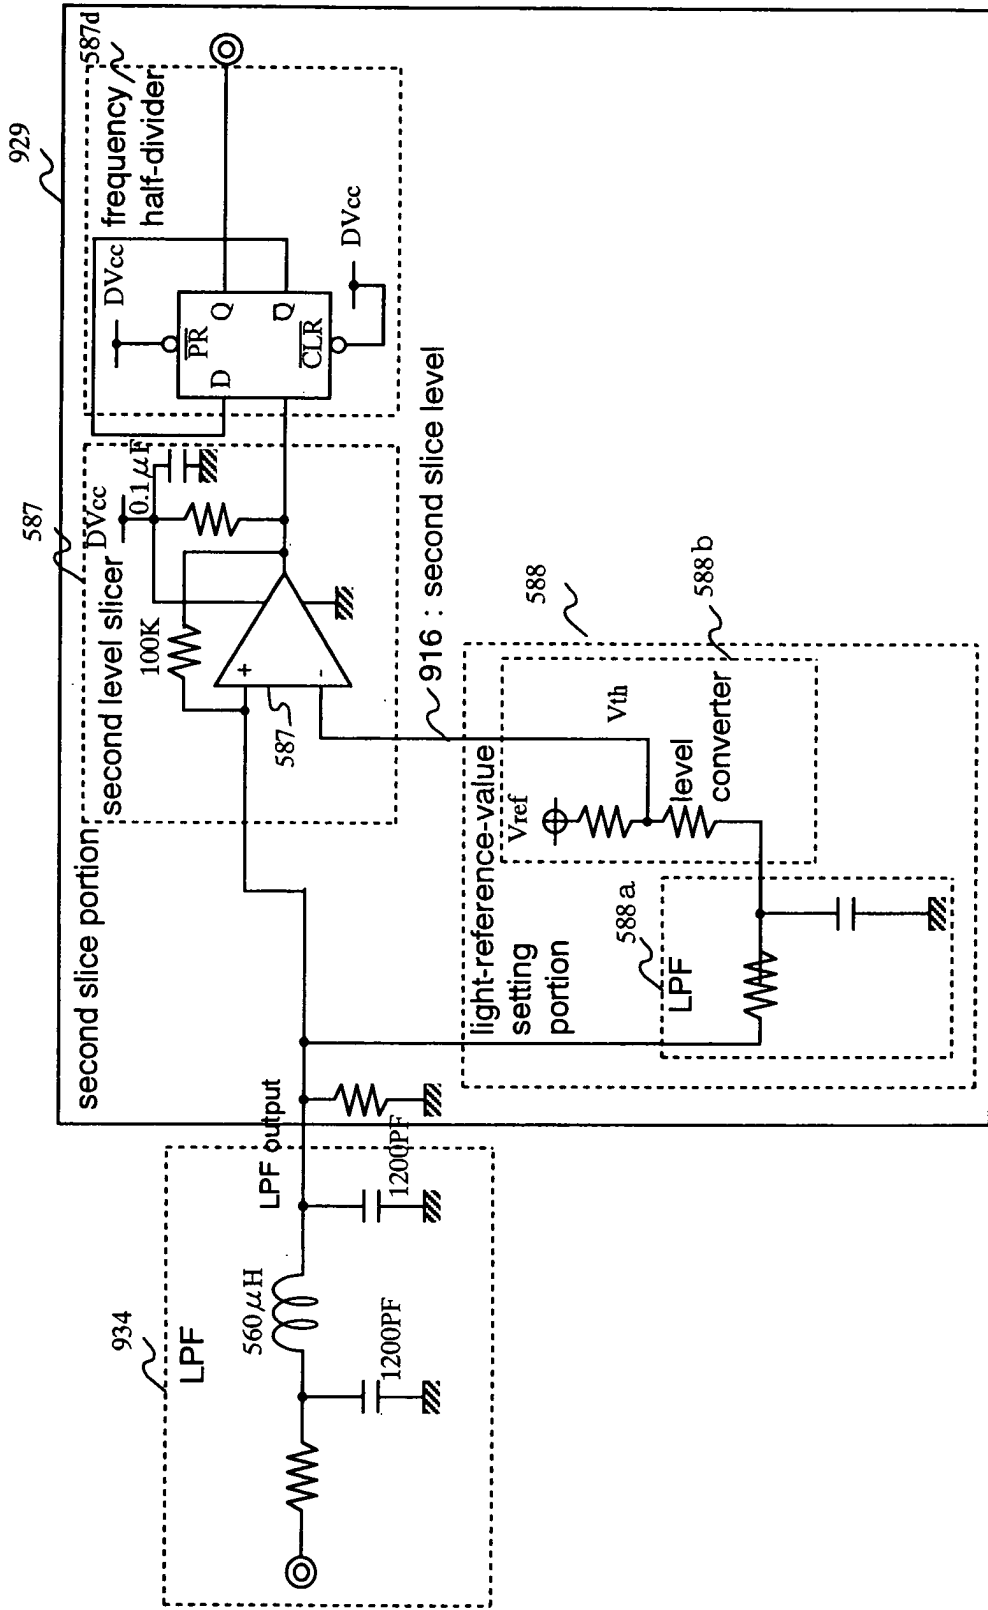 934
LPF
560μH
1200PF
1200PF
LPF output
929
second slice portion
587
second level slicer
DVcc
0.1μF
100K
+
-
587
587d
frequency
half-divider
DVcc
PR
D
Q
Q
CLR
DVcc
916 : second slice level
588
588b
light-reference-value
setting
portion
Vref
Vth
level
converter
588a
LPF